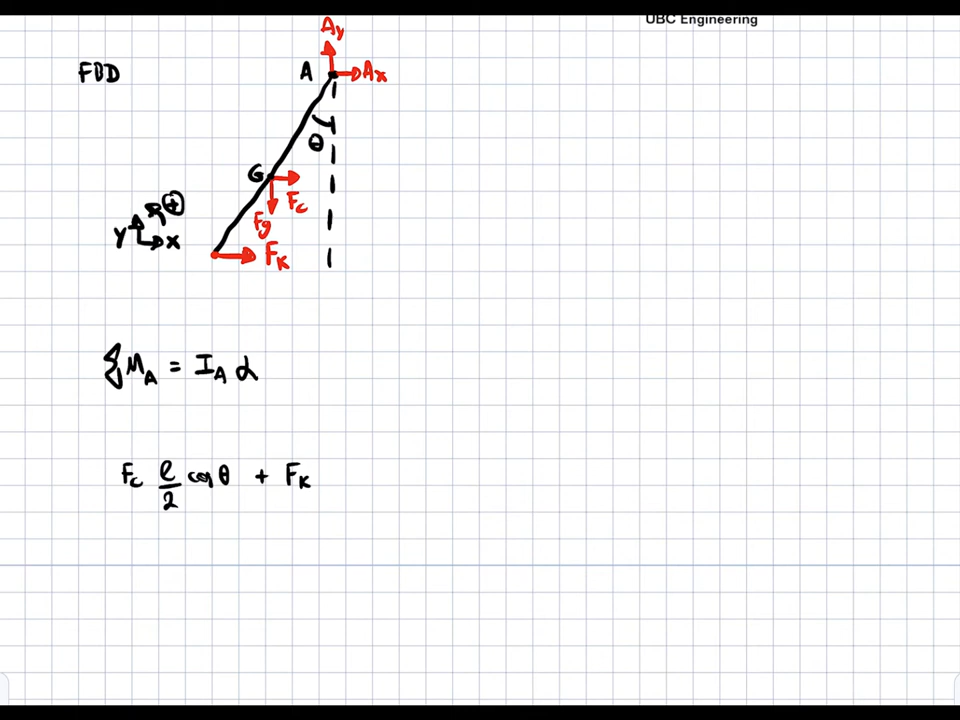 UBC Engineering
Ay
FBD
A
Ax
θ
G
Fc
+
Fg
Y
X
FK
ΣMA = IA α
Fc ℓ/2 cos θ + FK